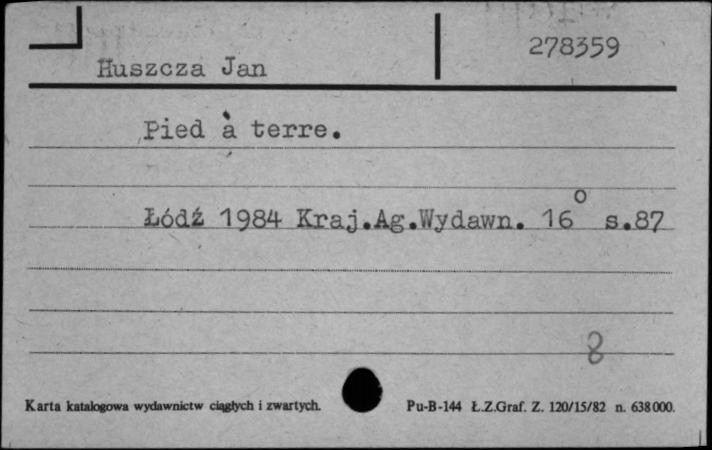 278359
Huszcza Jan
Pied à terre.
Łódź 1984 Kraj.Ag.Wydawn. 16° s.87
8
Karta katalogowa wydawnictw ciągłych i zwartych. Pu-B-144 Ł.Z.Graf. Z. 120/15/82 n. 638000.